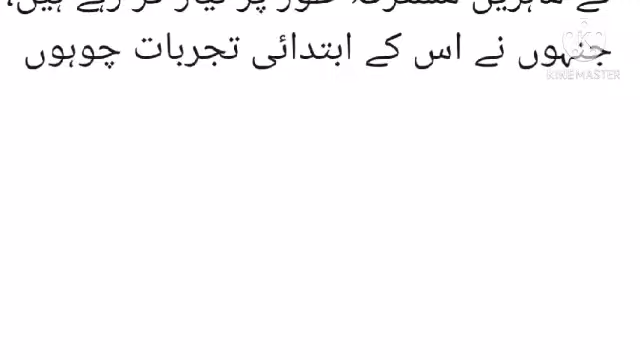 کے ماہرین مشترکہ طور پر تیار کر رہے ہیں،
جنہوں نے اس کے ابتدائی تجربات چوہوں
KINEMASTER